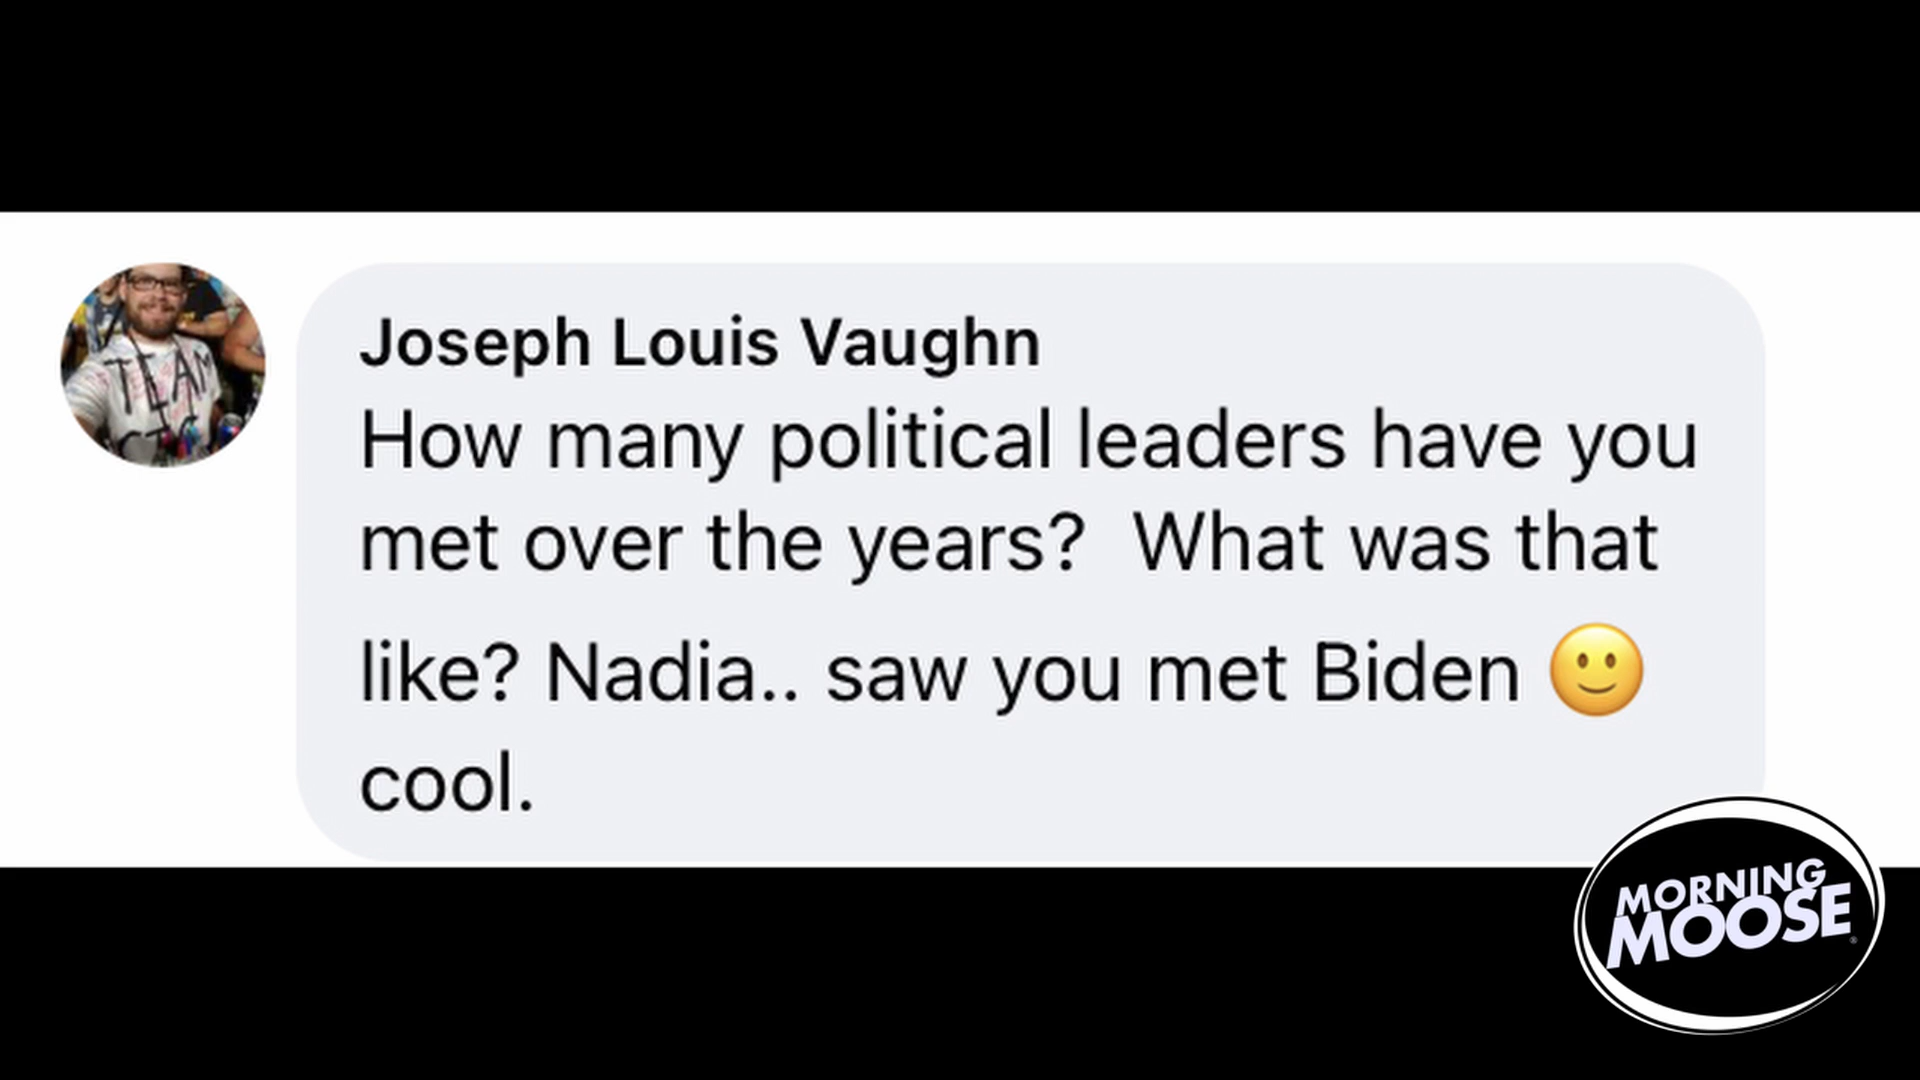 Joseph Louis Vaughn
How many political leaders have you
met over the years?  What was that
like? Nadia.. saw you met Biden 🙂
cool.
TEAM
MORNING
MOOSE